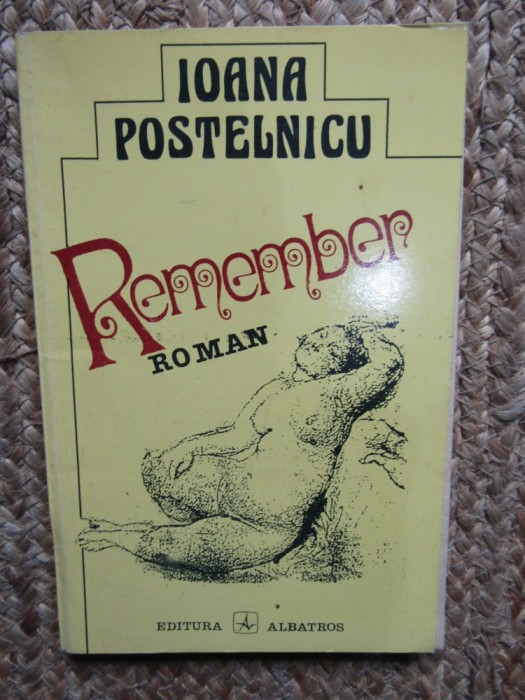 IOANA
POSTELNICU
Remember
ROMAN
EDITURA ALBATROS